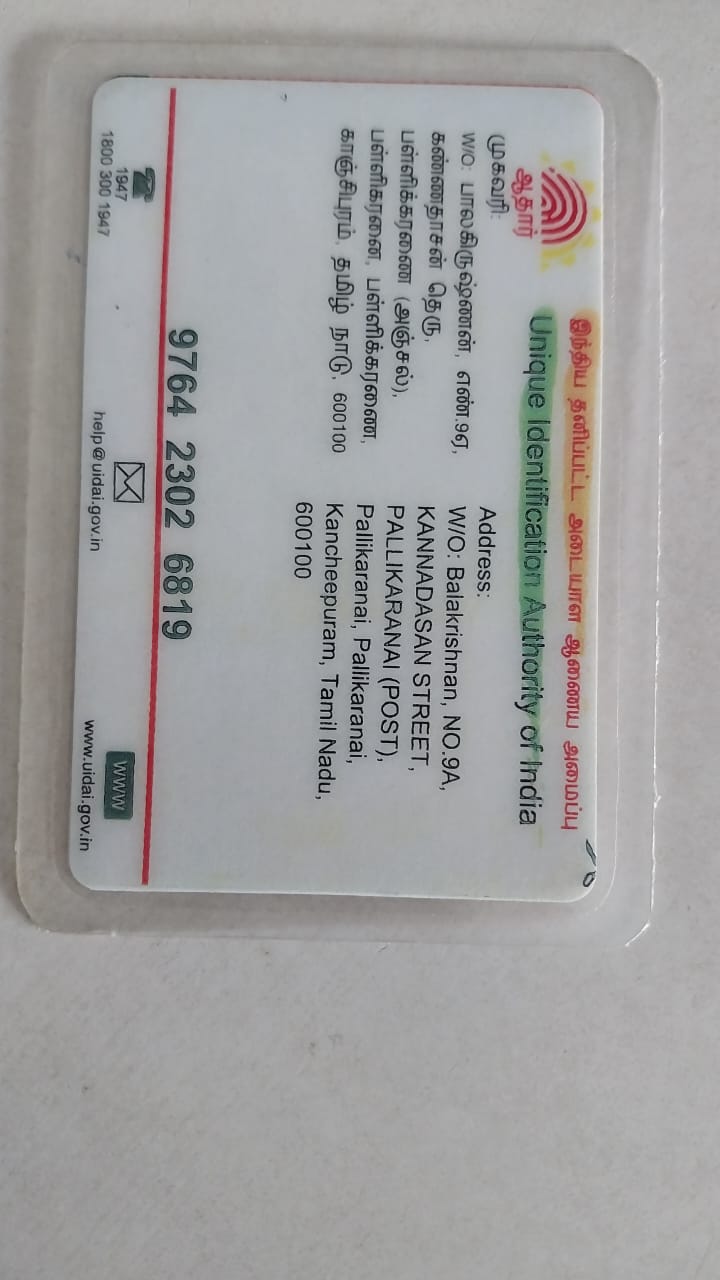 இந்திய தனிப்பட்ட அடையாள ஆணைய அமைப்பு
Unique Identification Authority of India
ஆதார்
முகவரி:
W/O: பாலகிருஷ்ணன், எண்.9ஏ,
கண்ணதாசன் தெரு,
பள்ளிக்கரணை (அஞ்சல்),
பள்ளிகரனை, பள்ளிக்கரணை,
காஞ்சிபுரம், தமிழ் நாடு, 600100
Address:
W/O: Balakrishnan, NO.9A,
KANNADASAN STREET,
PALLIKARANAI (POST),
Pallikaranai, Pallikaranai,
Kancheepuram, Tamil Nadu,
600100
9764 2302 6819
1947
1800 300 1947
help@uidai.gov.in
www
www.uidai.gov.in